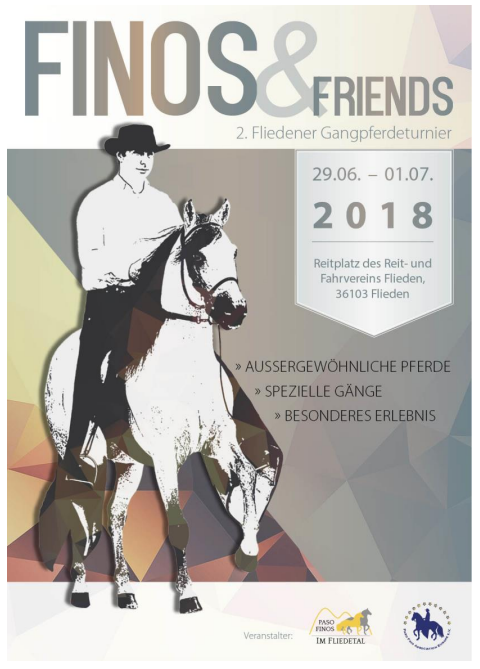 FINOS & FRIENDS
2. Fliedener Gangpferdeturnier
29.06. – 01.07.
2018
Reitplatz des Reit- und
Fahrvereins Flieden,
36103 Flieden
» AUSSERGEWÖHNLICHE PFERDE
» SPEZIELLE GÄNGE
» BESONDERES ERLEBNIS
Veranstalter:
PASO
FINOS
IM FLIEDETAL